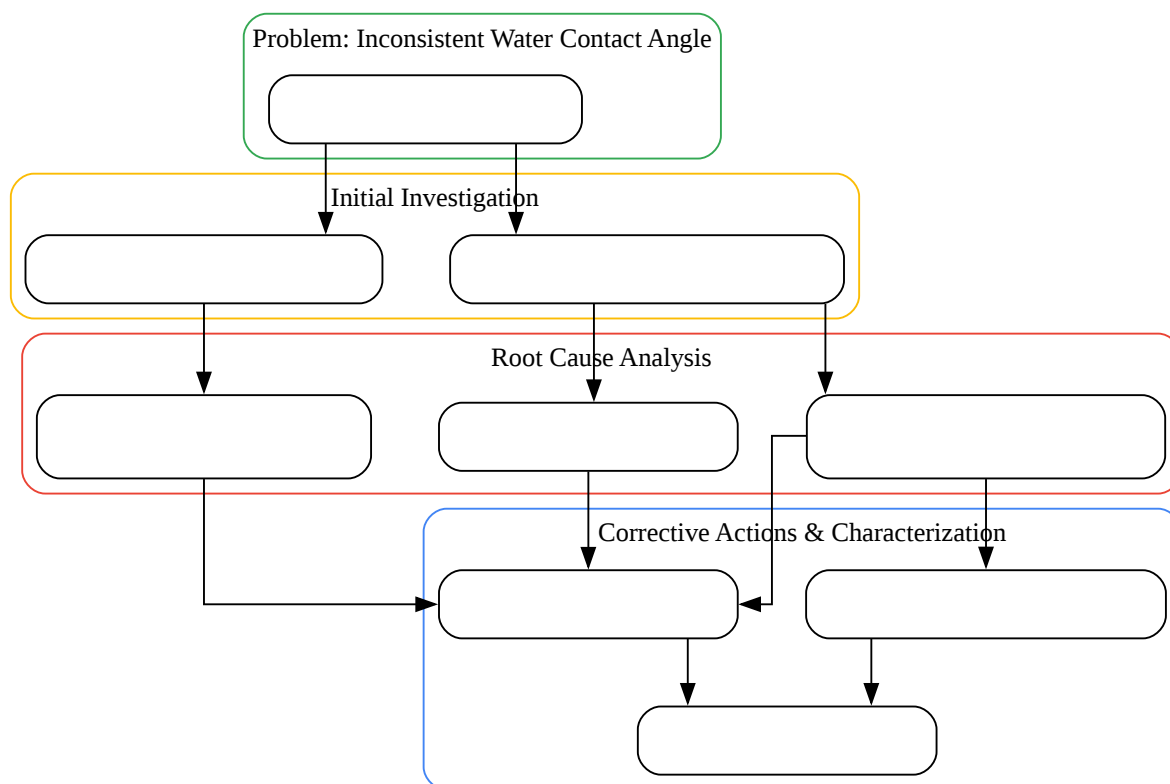 Problem: Inconsistent Water Contact Angle
Initial Investigation
Root Cause Analysis
Corrective Actions & Characterization